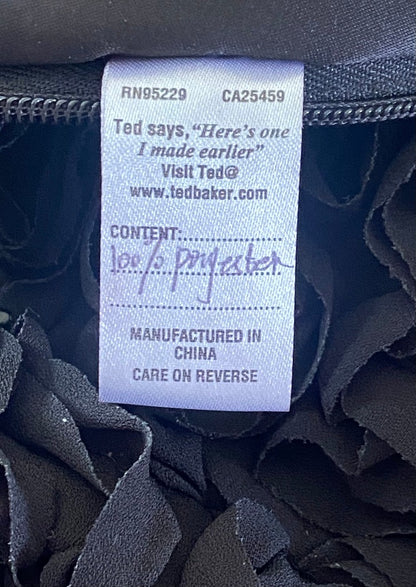 RN95229 CA25459
Ted says, "Here's one
I made earlier"
Visit Ted@
www.tedbaker.com
CONTENT:....................
100% polyester
....................
MANUFACTURED IN
CHINA
CARE ON REVERSE